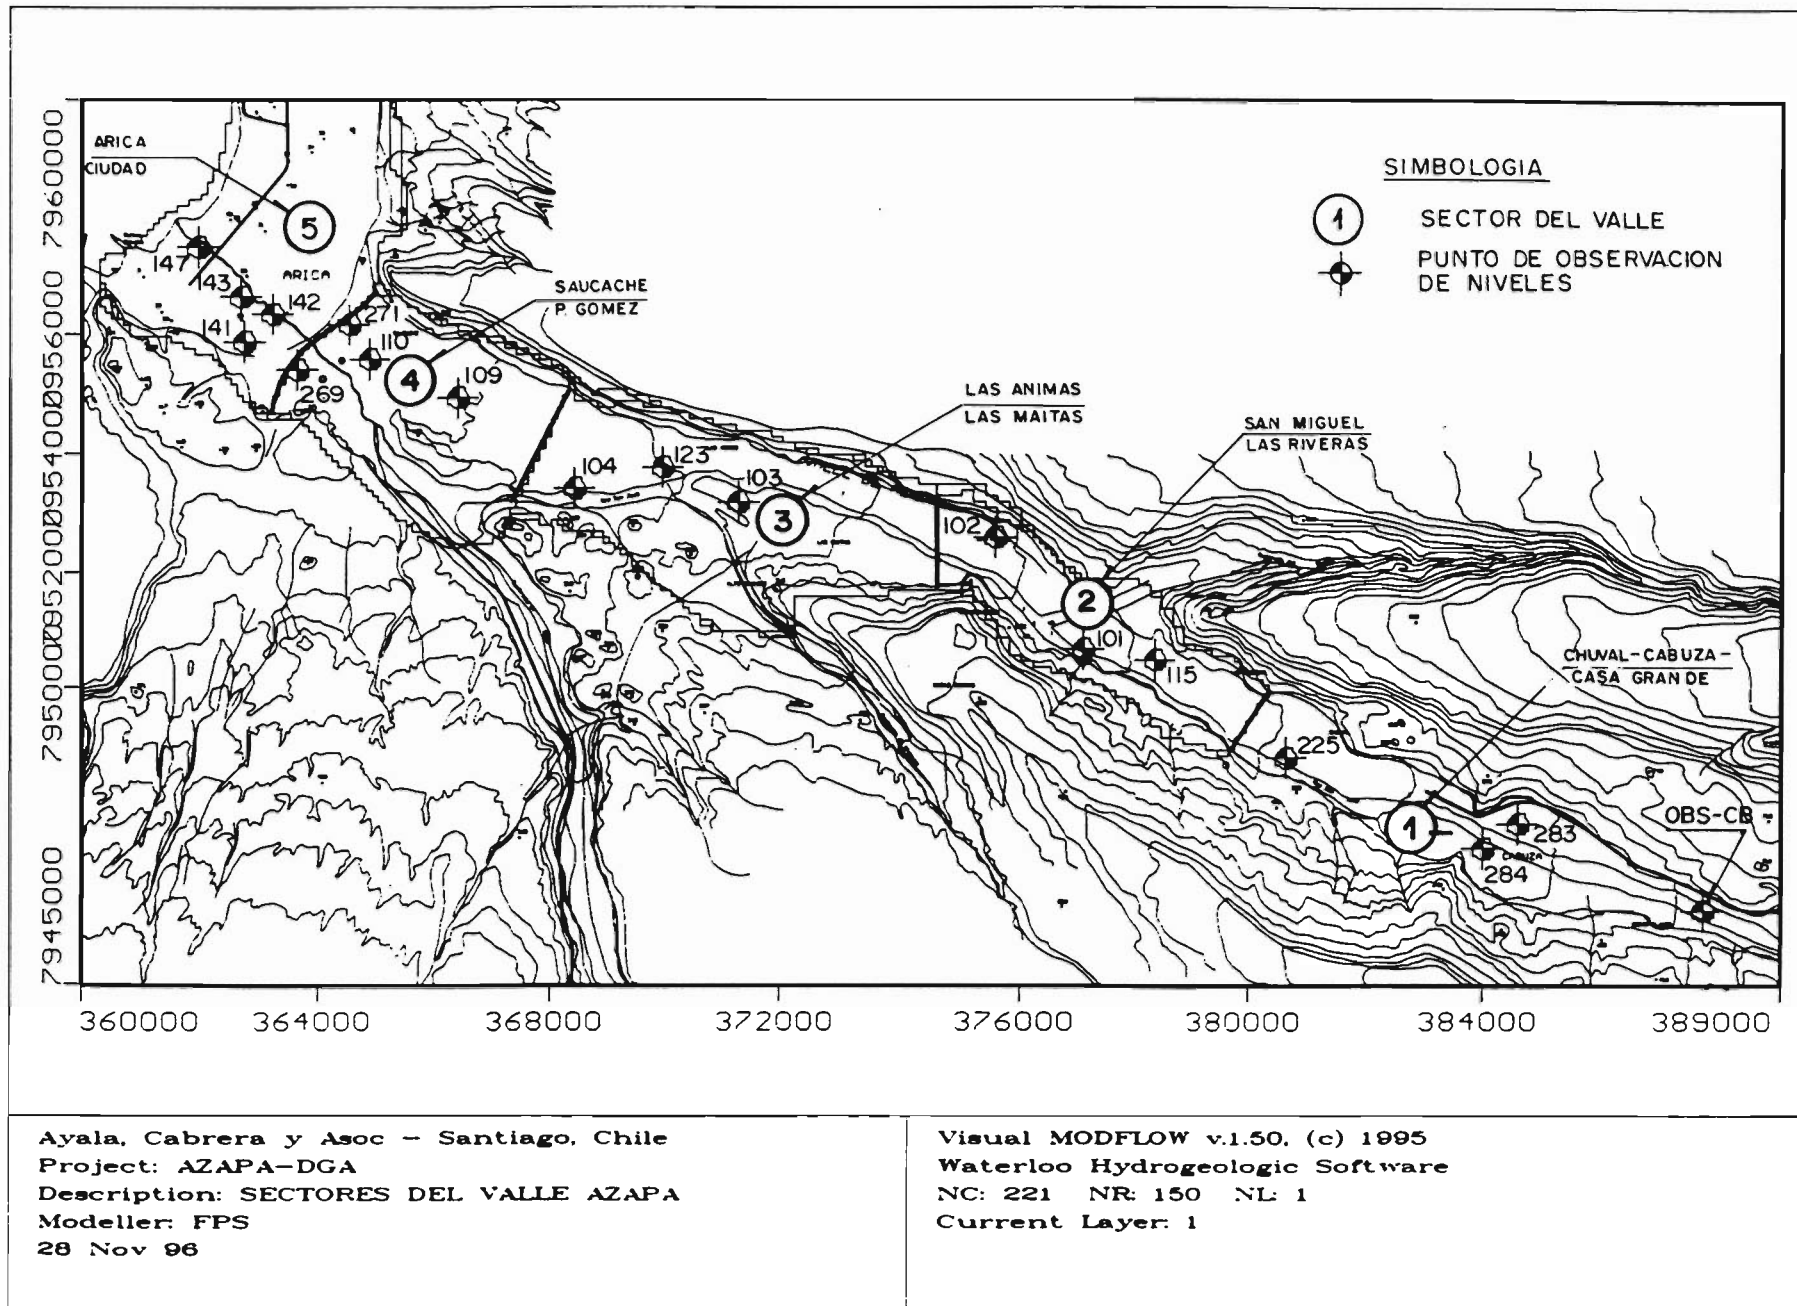 SIMBOLOGIA
1 SECTOR DEL VALLE
PUNTO DE OBSERVACION
DE NIVELES
ARICA
CIUDAD
5
147
143
ARICA
142
141
271
110
269
SAUCACHE
P. GOMEZ
4
109
LAS ANIMAS
LAS MAITAS
104
123
103
3
SAN MIGUEL
LAS RIVERAS
102
2
101
115
CHUVAL-CABUZA-
CASA GRANDE
225
1
283
CABUZA
284
OBS-CB
7960000
7956000
7954000
7952000
7950000
7945000
360000
364000
368000
372000
376000
380000
384000
389000
Ayala, Cabrera y Asoc - Santiago, Chile
Project: AZAPA-DGA
Description: SECTORES DEL VALLE AZAPA
Modeller: FPS
28 Nov 96
Visual MODFLOW v.1.50, (c) 1995
Waterloo Hydrogeologic Software
NC: 221 NR: 150 NL: 1
Current Layer: 1